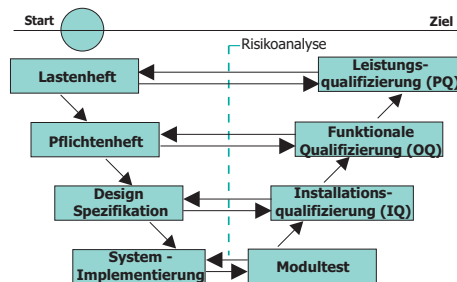 Start
Ziel
Risikoanalyse
Lastenheft
Leistungs-
qualifizierung (PQ)
Pflichtenheft
Funktionale
Qualifizierung (OQ)
Design
Spezifikation
Installations-
qualifizierung (IQ)
System -
Implementierung
Modultest